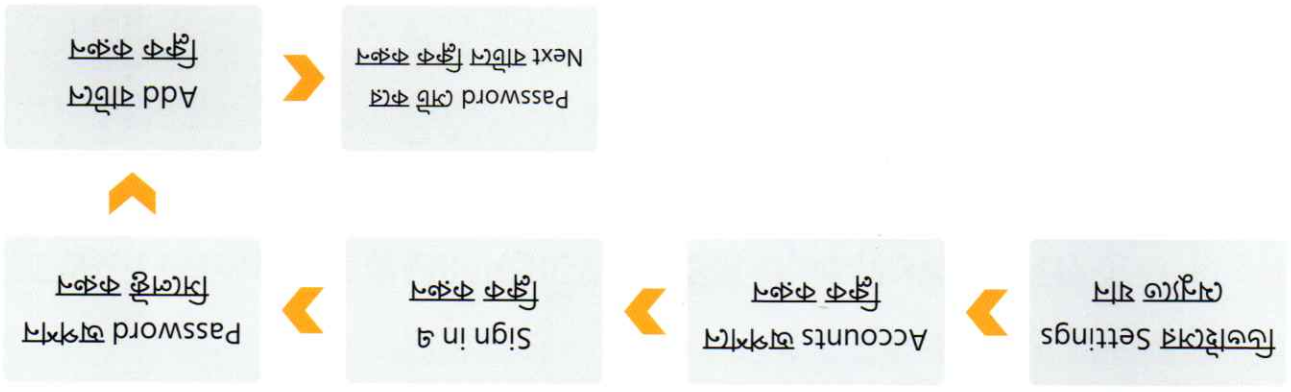 ডিভাইসের Settings
মেনুতে যান
Accounts অপশনে
ক্লিক করুন
Sign in এ
ক্লিক করুন
Password অপশন
সিলেক্ট করুন
Add বাটনে
ক্লিক করুন
Password সেট করে
Next বাটনে ক্লিক করুন